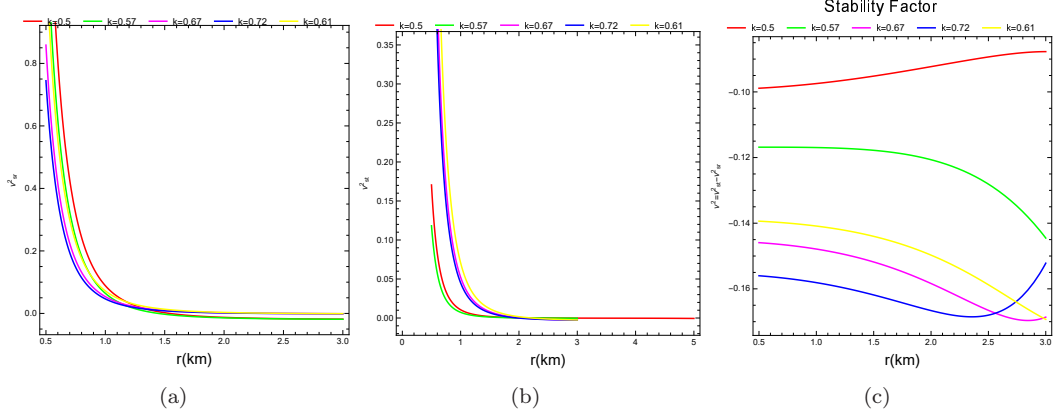 Stability Factor
k=0.5 k=0.57 k=0.67 k=0.72 k=0.61
0.8
0.6
0.4
0.2
0.0
v²sr
0.5 1.0 1.5 2.0 2.5 3.0
r(km)
(a)
k=0.5 k=0.57 k=0.67 k=0.72 k=0.61
0.35
0.30
0.25
0.20
0.15
0.10
0.05
0.00
v²st
0 1 2 3 4 5
r(km)
(b)
k=0.5 k=0.57 k=0.67 k=0.72 k=0.61
-0.10
-0.12
-0.14
-0.16
v²=v²st-v²sr
0.5 1.0 1.5 2.0 2.5 3.0
r(km)
(c)